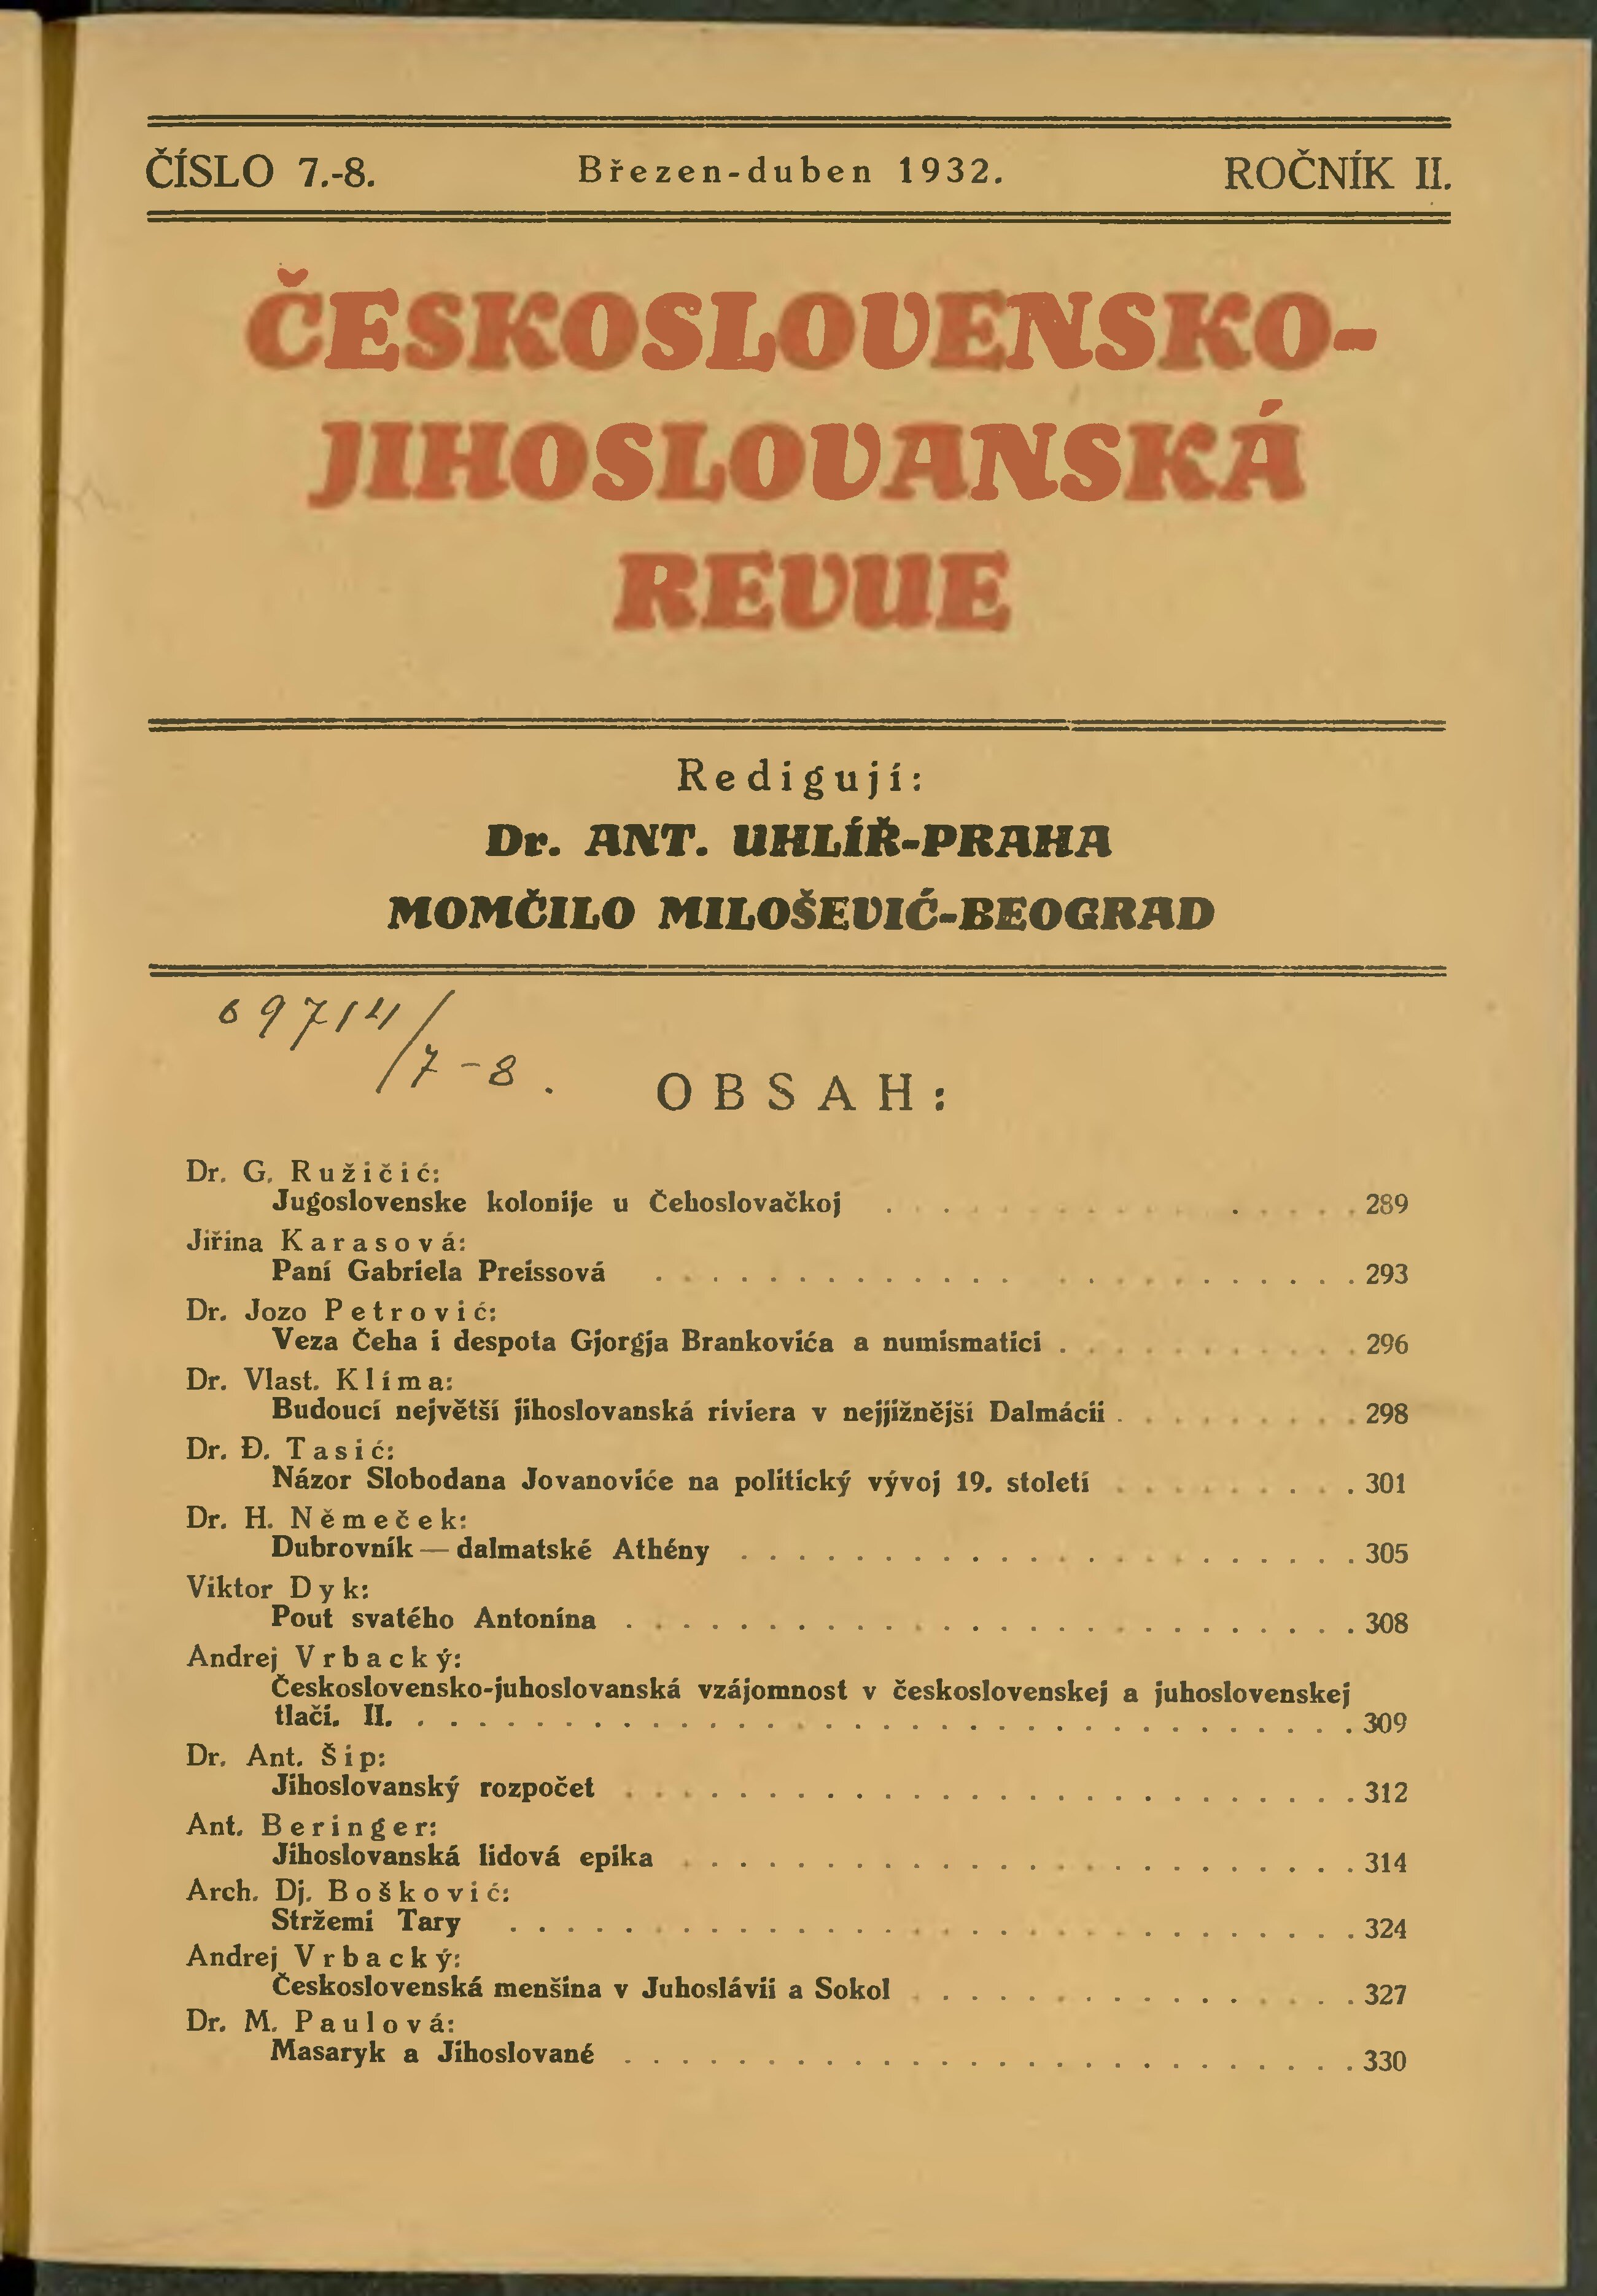 ČÍSLO 7.-8. Březen-duben 1932. ROČNÍK II.
ČESKOSLOVENSKO-
JIHOSLOVANSKÁ
REVUE
Redigují:
Dr. ANT. UHLÍŘ-PRAHA
MOMČILO MILOŠEVIĆ-BEOGRAD
7-8.
OBSAH:
Dr. G. Ružičić:
Jugoslovenske kolonije u Čehoslovačkoj . . . . . . . . . . . . . . . . 289
Jiřina Karasová:
Paní Gabriela Preissová . . . . . . . . . . . . . . . . . . . . . . . 293
Dr. Jozo Petrović:
Veza Čeha i despota Gjorgja Brankovića a numismatici . . . . . . . . . . . 296
Dr. Vlast. Klíma:
Budoucí největší jihoslovanská riviera v nejjižnější Dalmácii . . . . . . . . . 298
Dr. Đ. Tasić:
Názor Slobodana Jovanoviće na politický vývoj 19. století . . . . . . . . . 301
Dr. H. Němeček:
Dubrovník — dalmatské Athény . . . . . . . . . . . . . . . . . . . . . . 305
Viktor Dyk:
Pout svatého Antonína . . . . . . . . . . . . . . . . . . . . . . . . . . 308
Andrej Vrbacký:
Československo-juhoslovanská vzájomnost v československej a juhoslovenskej
tlači. II. . . . . . . . . . . . . . . . . . . . . . . . . . . . . . . . . . 309
Dr. Ant. Šíp:
Jihoslovanský rozpočet . . . . . . . . . . . . . . . . . . . . . . . . . . 312
Ant. Beringer:
Jihoslovanská lidová epika . . . . . . . . . . . . . . . . . . . . . . . . 314
Arch. Dj. Bošković:
Stržemi Tary . . . . . . . . . . . . . . . . . . . . . . . . . . . . . . 324
Andrej Vrbacký:
Československá menšina v Juhoslávii a Sokol . . . . . . . . . . . . . . . . 327
Dr. M. Paulová:
Masaryk a Jihoslované . . . . . . . . . . . . . . . . . . . . . . . . . . 330